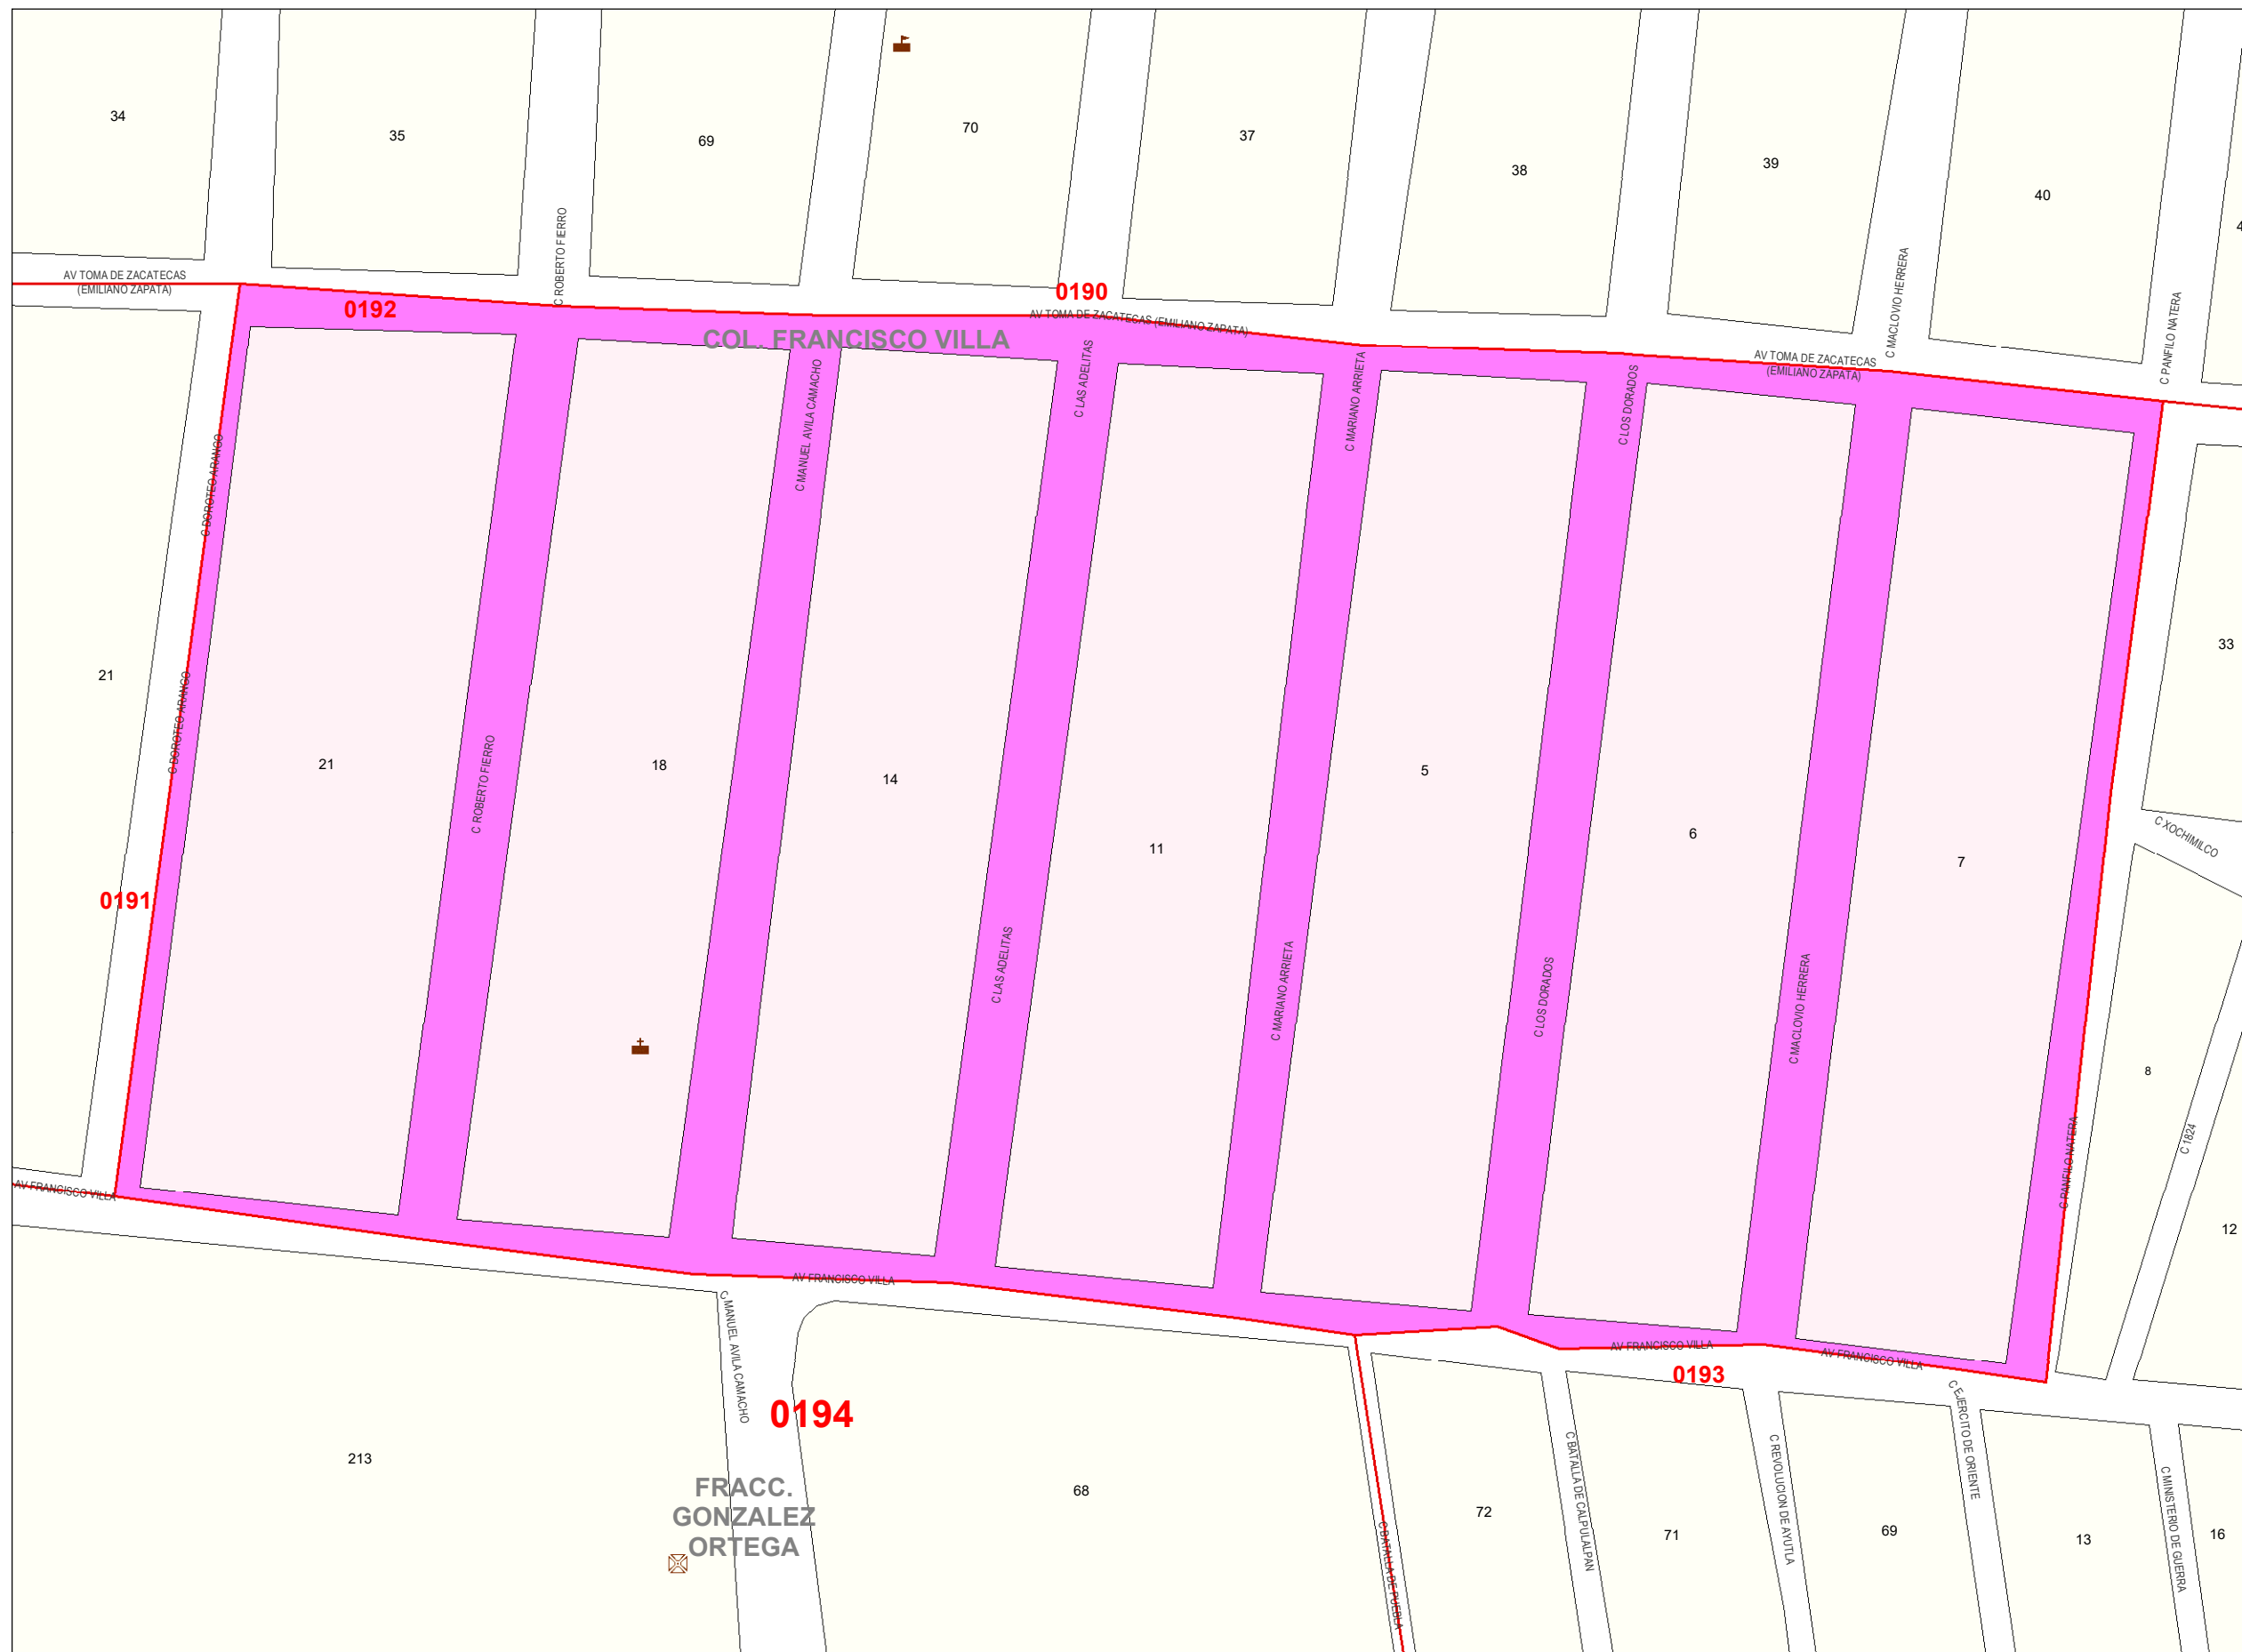 34
35
69
70
37
38
39
40
4
C ROBERTO FIERRO
C MACLOVIO HERRERA
C PANFILO NATERA
AV TOMA DE ZACATECAS
(EMILIANO ZAPATA)
0192
0190
AV TOMA DE ZACATECAS (EMILIANO ZAPATA)
COL. FRANCISCO VILLA
AV TOMA DE ZACATECAS
(EMILIANO ZAPATA)
C DOROTEO ARANGO
C MANUEL AVILA CAMACHO
C LAS ADELITAS
C MARIANO ARRIETA
C LOS DORADOS
21
C DOROTEO ARANGO
21
C ROBERTO FIERRO
18
14
11
5
6
7
33
C XOCHIMILCO
0191
C LAS ADELITAS
C MARIANO ARRIETA
C LOS DORADOS
C MACLOVIO HERRERA
C PANFILO NATERA
8
C 1824
12
AV FRANCISCO VILLA
AV FRANCISCO VILLA
AV FRANCISCO VILLA
AV FRANCISCO VILLA
0193
C MANUEL AVILA CAMACHO
0194
213
FRACC.
GONZALEZ
ORTEGA
68
C BATALLA DE PUEBLA
72
C BATALLA DE CALPULALPAN
71
C REVOLUCION DE AYUTLA
69
C EJERCITO DE ORIENTE
13
C MINISTERIO DE GUERRA
16